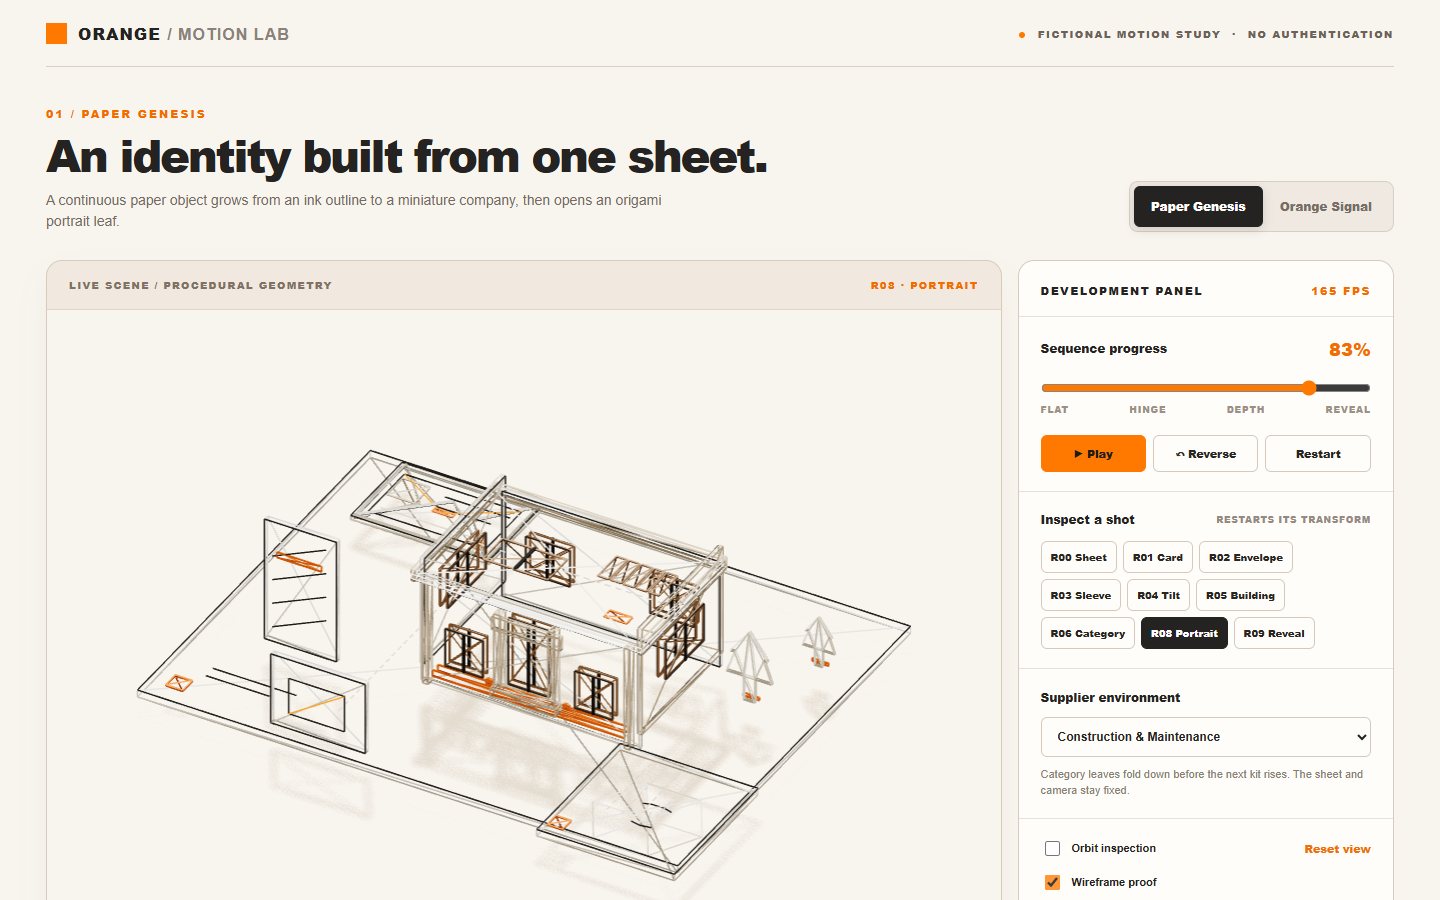 ORANGE / MOTION LAB
FICTIONAL MOTION STUDY · NO AUTHENTICATION
01 / PAPER GENESIS
An identity built from one sheet.
A continuous paper object grows from an ink outline to a miniature company, then opens an origami
portrait leaf.
Paper Genesis
Orange Signal
LIVE SCENE / PROCEDURAL GEOMETRY
R08 · PORTRAIT
DEVELOPMENT PANEL
165 FPS
Sequence progress
83%
FLAT HINGE DEPTH REVEAL
▶ Play
↶ Reverse
Restart
Inspect a shot
RESTARTS ITS TRANSFORM
R00 Sheet
R01 Card
R02 Envelope
R03 Sleeve
R04 Tilt
R05 Building
R06 Category
R08 Portrait
R09 Reveal
Supplier environment
Construction & Maintenance
Category leaves fold down before the next kit rises. The sheet and
camera stay fixed.
Orbit inspection
Reset view
Wireframe proof